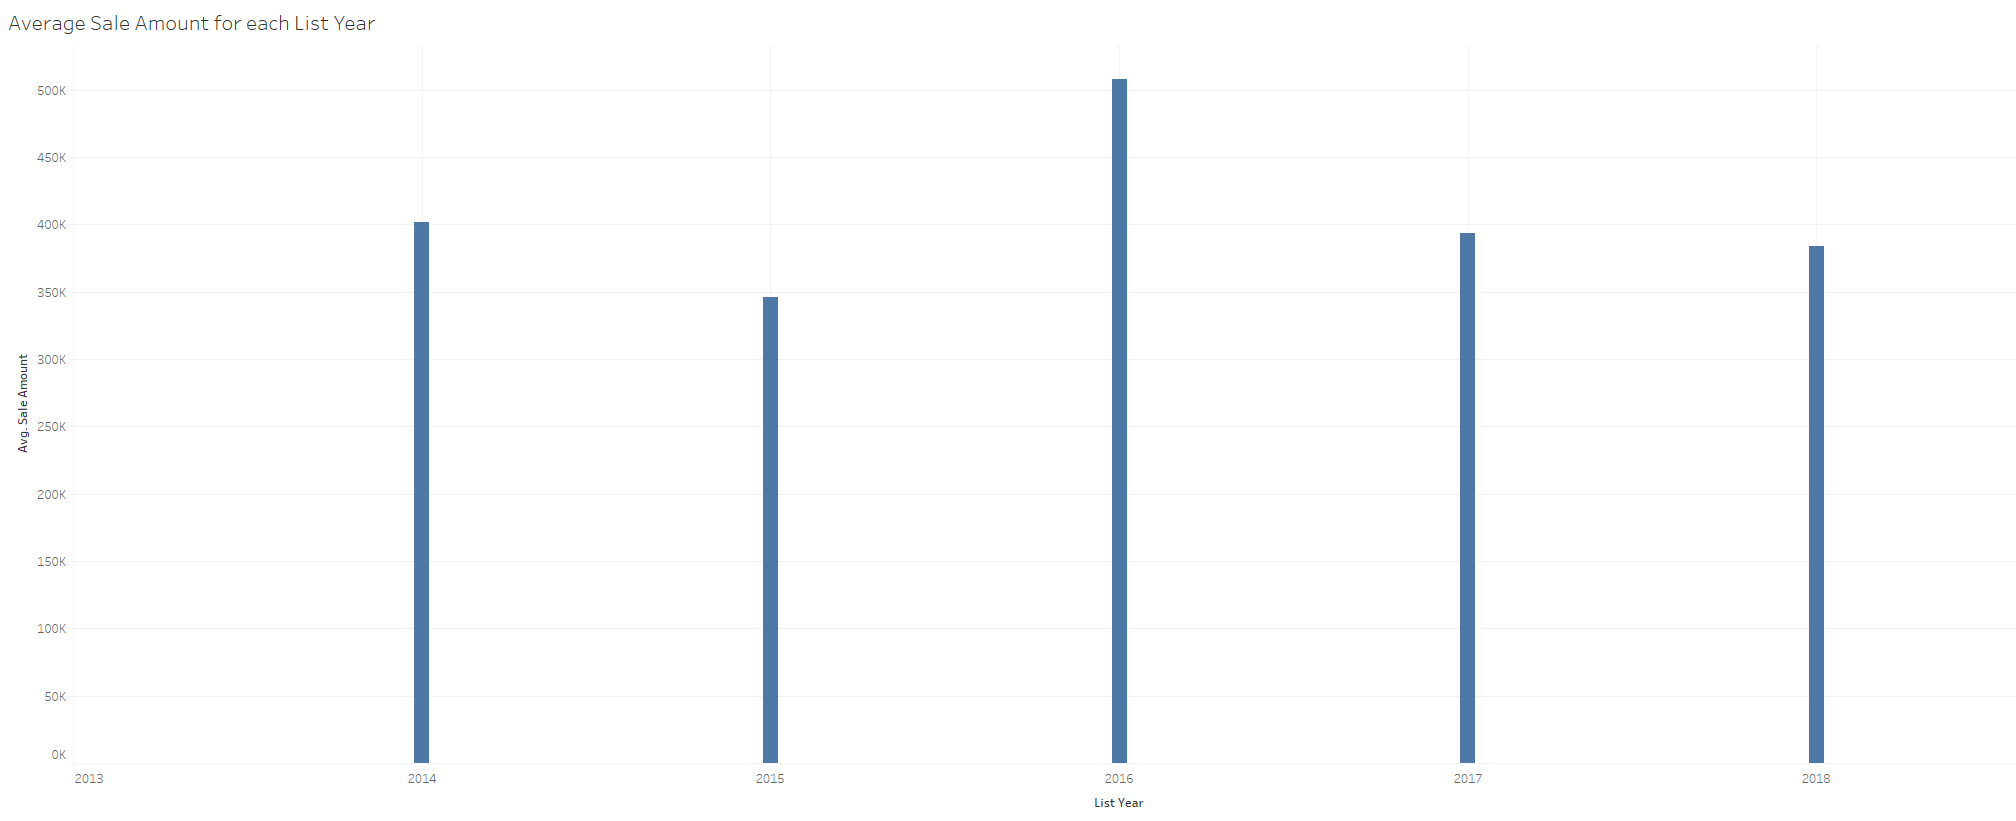 Average Sale Amount for each List Year
500K
450K
400K
350K
300K
250K
200K
150K
100K
50K
0K
Avg. Sale Amount
2013 2014 2015 2016 2017 2018
List Year